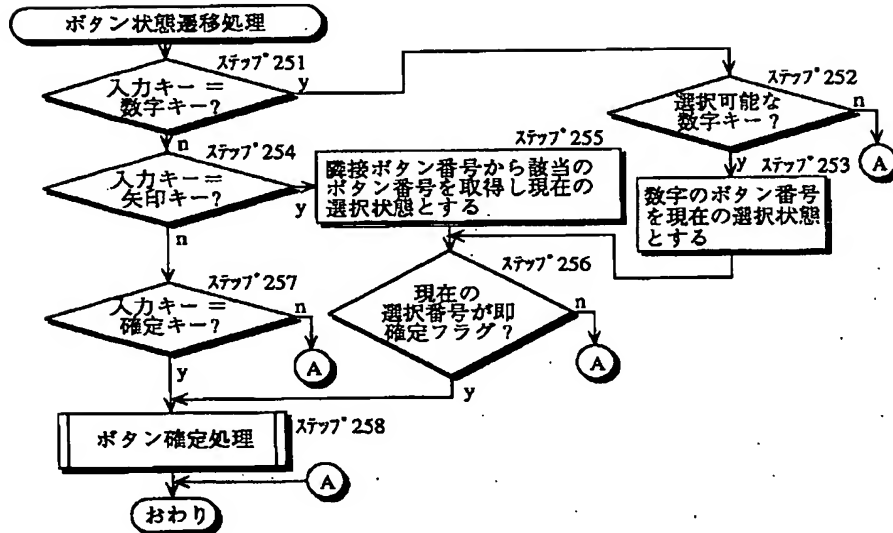 ボタン状態遷移処理
ステップ251
入力キー＝
数字キー？
y
n
ステップ252
選択可能な
数字キー？
n
A
y
ステップ253
数字のボタン番号
を現在の選択状態
とする
ステップ254
入力キー＝
矢印キー？
y
n
ステップ255
隣接ボタン番号から該当の
ボタン番号を取得し現在の
選択状態とする
ステップ256
現在の
選択番号が即
確定フラグ？
n
A
y
ステップ257
入力キー＝
確定キー？
n
A
y
ステップ258
ボタン確定処理
A
おわり